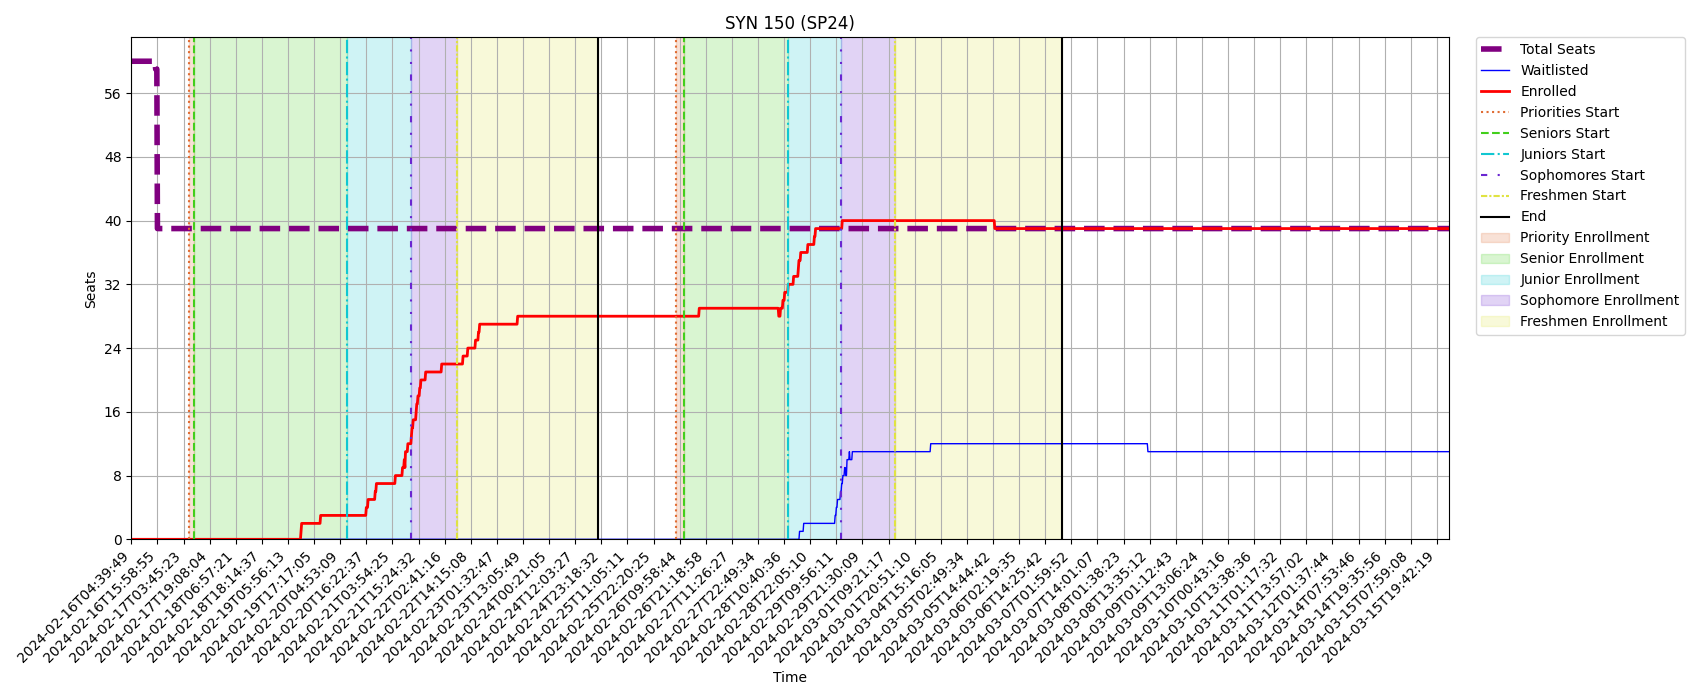 SYN 150 (SP24)
Seats
56
48
40
32
24
16
8
0
2024-02-16T04:39:49
2024-02-16T15:58:55
2024-02-17T03:45:23
2024-02-17T19:08:04
2024-02-18T06:57:21
2024-02-18T18:14:37
2024-02-19T05:56:13
2024-02-19T17:17:05
2024-02-20T04:53:09
2024-02-20T16:22:37
2024-02-21T03:54:25
2024-02-21T15:24:32
2024-02-22T02:41:16
2024-02-22T14:15:08
2024-02-23T01:32:47
2024-02-23T13:05:49
2024-02-24T00:21:05
2024-02-24T12:03:27
2024-02-24T23:18:32
2024-02-25T11:05:11
2024-02-25T22:20:25
2024-02-26T09:58:44
2024-02-26T21:18:58
2024-02-27T11:26:27
2024-02-27T22:49:34
2024-02-28T10:40:36
2024-02-28T22:05:10
2024-02-29T09:56:11
2024-02-29T21:30:09
2024-03-01T09:21:17
2024-03-01T20:51:10
2024-03-04T15:16:05
2024-03-05T02:49:34
2024-03-05T14:44:42
2024-03-06T02:19:35
2024-03-06T14:25:42
2024-03-07T01:59:52
2024-03-07T14:01:07
2024-03-08T01:38:23
2024-03-08T13:35:12
2024-03-09T01:12:43
2024-03-09T13:06:24
2024-03-10T00:43:16
2024-03-10T13:38:36
2024-03-11T01:17:32
2024-03-11T13:57:02
2024-03-12T01:37:44
2024-03-14T07:53:46
2024-03-14T19:35:56
2024-03-15T07:59:08
2024-03-15T19:42:19
Time
Total Seats
Waitlisted
Enrolled
Priorities Start
Seniors Start
Juniors Start
Sophomores Start
Freshmen Start
End
Priority Enrollment
Senior Enrollment
Junior Enrollment
Sophomore Enrollment
Freshmen Enrollment